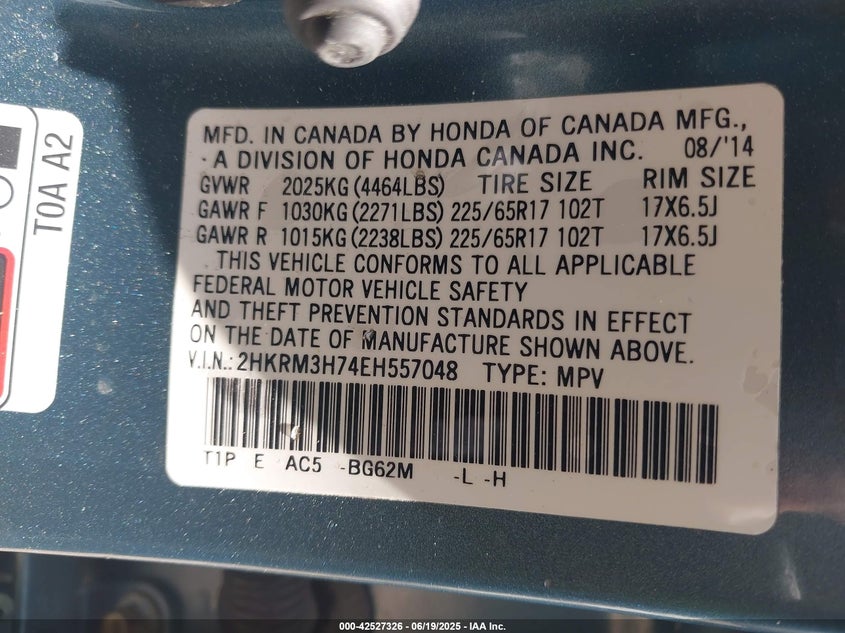 MFD. IN CANADA BY HONDA OF CANADA MFG.,
A DIVISION OF HONDA CANADA INC. 08/'14
GVWR 2025KG (4464LBS) TIRE SIZE RIM SIZE
GAWR F 1030KG (2271LBS) 225/65R17 102T 17X6.5J
GAWR R 1015KG (2238LBS) 225/65R17 102T 17X6.5J
THIS VEHICLE CONFORMS TO ALL APPLICABLE
FEDERAL MOTOR VEHICLE SAFETY
AND THEFT PREVENTION STANDARDS IN EFFECT
ON THE DATE OF MANUFACTURE SHOWN ABOVE.
V.I.N.: 2HKRM3H74EH557048 TYPE: MPV
T1P E AC5 -BG62M -L -H
T0A A2
000-42527326 - 06/19/2025 - IAA Inc.